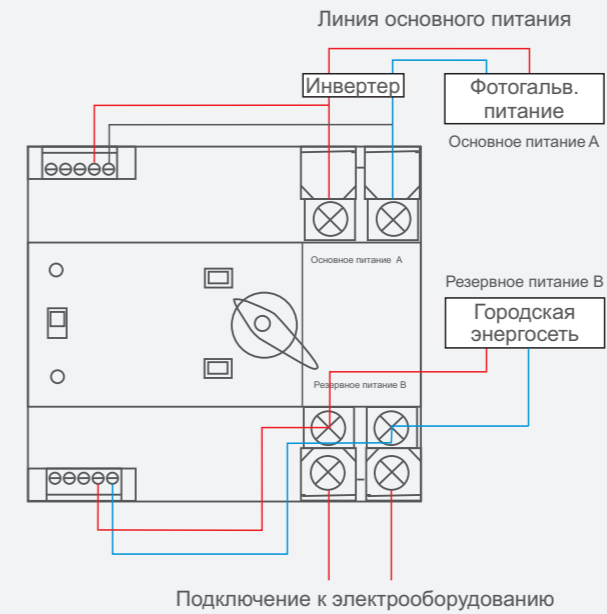 Линия основного питания
Инвертер
Фотогальв.
питание
Основное питание А
Основное питание А
Резервное питание В
Городская
энергосеть
Резервное питание В
Подключение к электрооборудованию